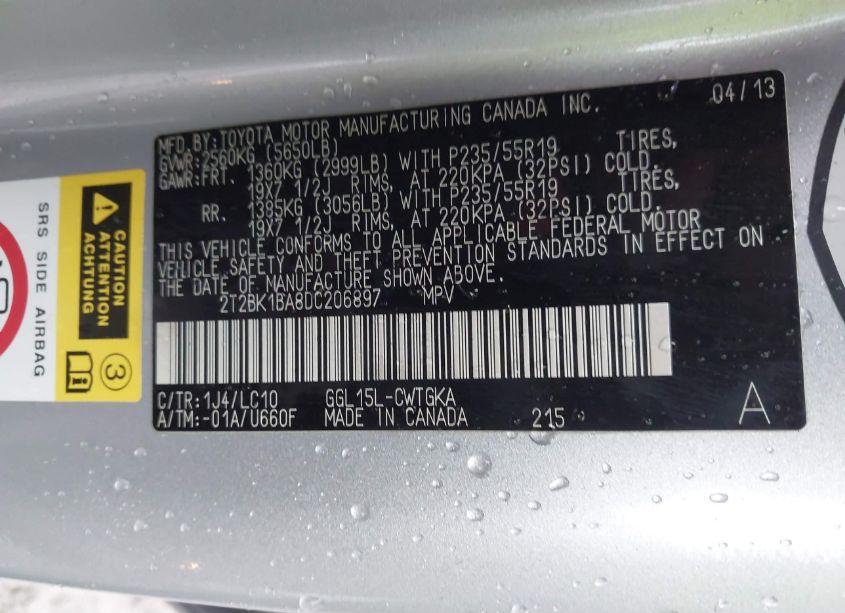 04/13
MFD. BY: TOYOTA MOTOR MANUFACTURING CANADA INC.
GVWR: 2560KG (5650LB)
GAWR: FRT. 1360KG (2999LB) WITH P235/55R19 TIRES,
19X7 1/2J RIMS, AT 220KPA (32PSI) COLD.
RR. 1385KG (3056LB) WITH P235/55R19 TIRES,
19X7 1/2J RIMS, AT 220KPA (32PSI) COLD.
THIS VEHICLE CONFORMS TO ALL APPLICABLE FEDERAL MOTOR
VEHICLE SAFETY AND THEFT PREVENTION STANDARDS IN EFFECT ON
THE DATE OF MANUFACTURE SHOWN ABOVE.
2T2BK1BA8DC206897 MPV
C/TR: 1J4/LC10 GGL15L-CWTGKA
A/TM: -01A/U660F MADE IN CANADA 215 A
CAUTION
ATTENTION
PRECAUCIÓN
SRS SIDE AIRBAG
3